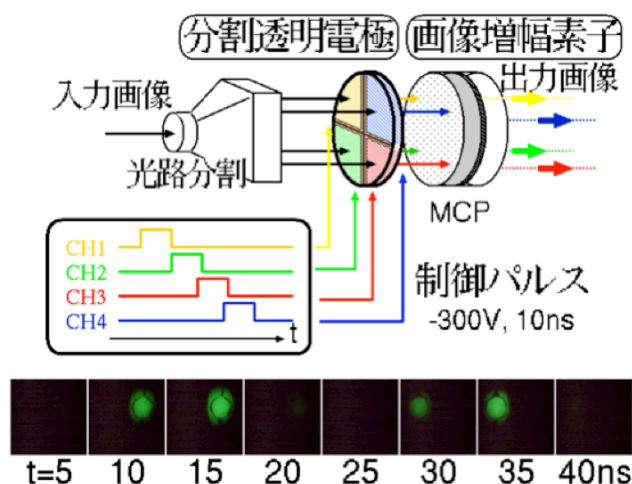 分割透明電極
画像増幅素子
入力画像
出力画像
光路分割
MCP
CH1
CH2
CH3
CH4
t
制御パルス
-300V, 10ns
t=5 10 15 20 25 30 35 40ns